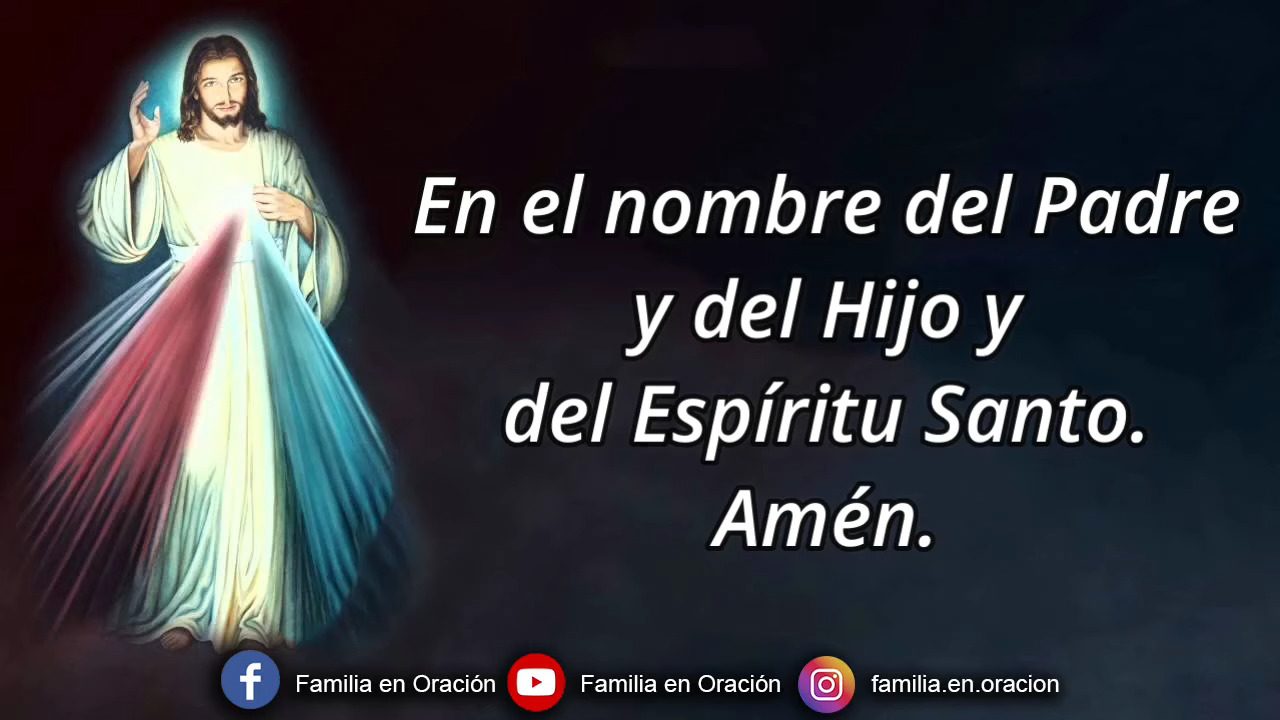 En el nombre del Padre
y del Hijo y
del Espíritu Santo.
Amén.
Familia en Oración Familia en Oración familia.en.oracion